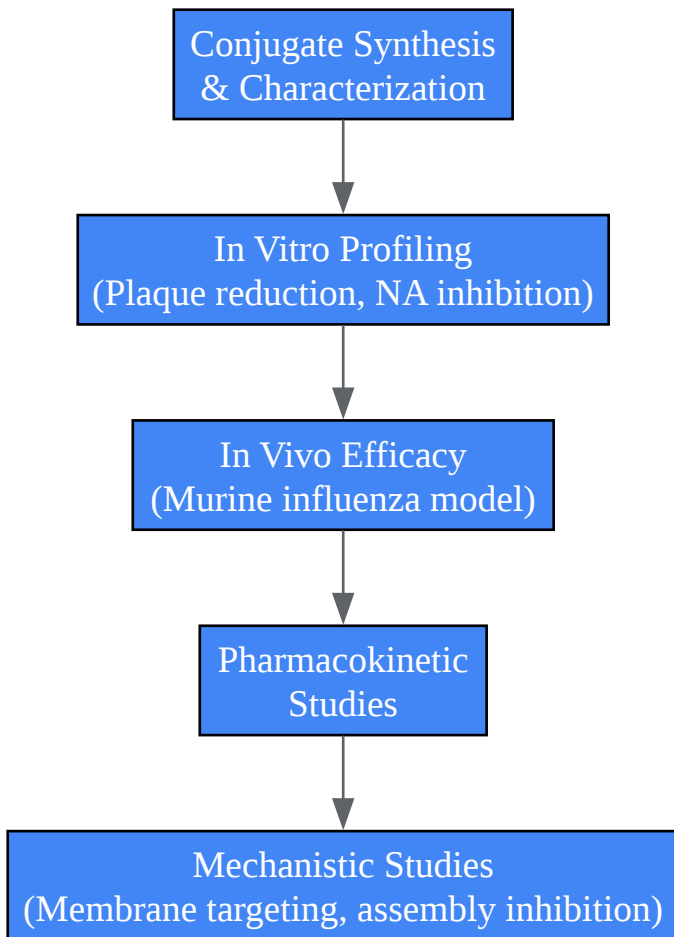 Conjugate Synthesis
& Characterization
In Vitro Profiling
(Plaque reduction, NA inhibition)
In Vivo Efficacy
(Murine influenza model)
Pharmacokinetic
Studies
Mechanistic Studies
(Membrane targeting, assembly inhibition)